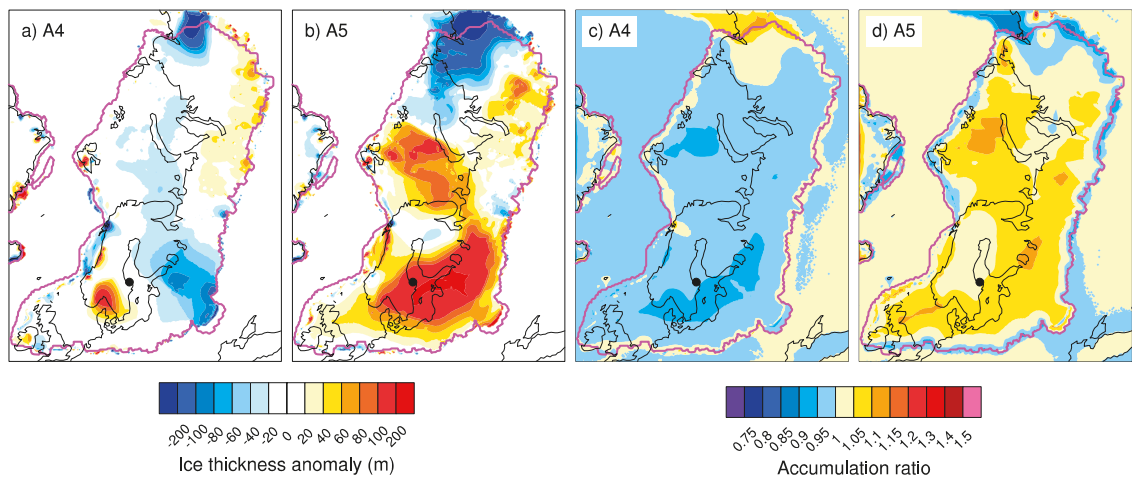 a) A4
b) A5
c) A4
d) A5
-200 -100 -80 -60 -40 -20 0 20 40 60 80 100 200
Ice thickness anomaly (m)
0.75 0.8 0.85 0.9 0.95 1 1.05 1.1 1.15 1.2 1.3 1.4 1.5
Accumulation ratio